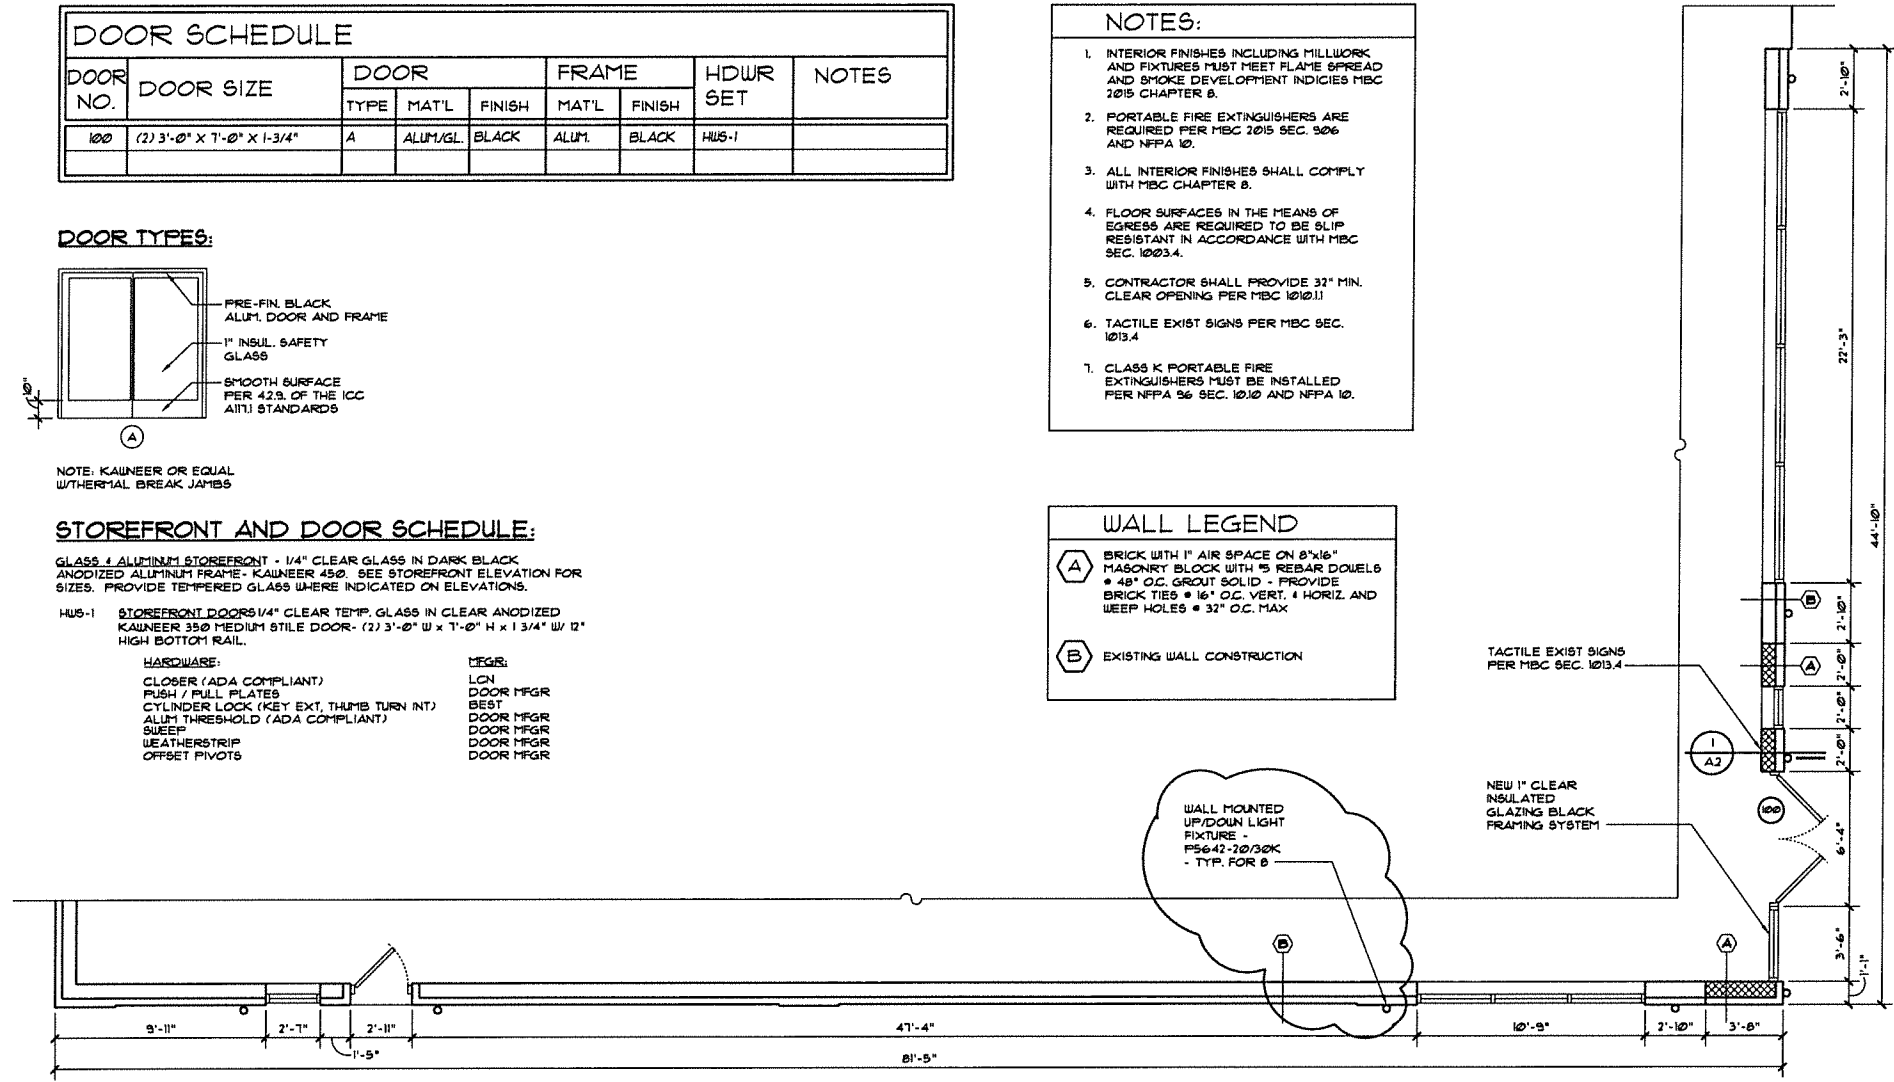 DOOR SCHEDULE
DOOR NO.
DOOR SIZE
DOOR
FRAME
HDWR SET
NOTES
TYPE MAT'L FINISH MAT'L FINISH
100 (2) 3'-0" X 7'-0" X 1-3/4" A ALUM/GL. BLACK ALUM. BLACK HWS-1
DOOR TYPES:
PRE-FIN. BLACK
ALUM. DOOR AND FRAME
1" INSUL. SAFETY
GLASS
SMOOTH SURFACE
PER 4.2.9. OF THE ICC
A117.1 STANDARDS
10"
A
NOTE: KAWNEER OR EQUAL
W/THERMAL BREAK JAMBS
STOREFRONT AND DOOR SCHEDULE:
GLASS & ALUMINUM STOREFRONT - 1/4" CLEAR GLASS IN DARK BLACK
ANODIZED ALUMINUM FRAME- KAWNEER 450. SEE STOREFRONT ELEVATION FOR
SIZES. PROVIDE TEMPERED GLASS WHERE INDICATED ON ELEVATIONS.
HWS-1 STOREFRONT DOORS 1/4" CLEAR TEMP. GLASS IN CLEAR ANODIZED
KAWNEER 350 MEDIUM STILE DOOR- (2) 3'-0" W x 7'-0" H x 1 3/4" W/ 12"
HIGH BOTTOM RAIL.
HARDWARE: MFGR:
CLOSER (ADA COMPLIANT) LCN
PUSH / PULL PLATES DOOR MFGR
CYLINDER LOCK (KEY EXT, THUMB TURN INT) BEST
ALUM THRESHOLD (ADA COMPLIANT) DOOR MFGR
SWEEP DOOR MFGR
WEATHERSTRIP DOOR MFGR
OFFSET PIVOTS DOOR MFGR
NOTES:
1. INTERIOR FINISHES INCLUDING MILLWORK
AND FIXTURES MUST MEET FLAME SPREAD
AND SMOKE DEVELOPMENT INDICIES MBC
2015 CHAPTER 8.
2. PORTABLE FIRE EXTINGUISHERS ARE
REQUIRED PER MBC 2015 SEC. 906
AND NFPA 10.
3. ALL INTERIOR FINISHES SHALL COMPLY
WITH MBC CHAPTER 8.
4. FLOOR SURFACES IN THE MEANS OF
EGRESS ARE REQUIRED TO BE SLIP
RESISTANT IN ACCORDANCE WITH MBC
SEC. 1003.4.
5. CONTRACTOR SHALL PROVIDE 32" MIN.
CLEAR OPENING PER MBC 1010.1.1
6. TACTILE EXIST SIGNS PER MBC SEC.
1013.4
7. CLASS K PORTABLE FIRE
EXTINGUISHERS MUST BE INSTALLED
PER NFPA 96 SEC. 10.10 AND NFPA 10.
WALL LEGEND
A
BRICK WITH 1" AIR SPACE ON 8"x16"
MASONRY BLOCK WITH #5 REBAR DOWELS
@ 48" O.C. GROUT SOLID - PROVIDE
BRICK TIES @ 16" O.C. VERT. & HORIZ. AND
WEEP HOLES @ 32" O.C. MAX
B EXISTING WALL CONSTRUCTION
TACTILE EXIST SIGNS
PER MBC SEC. 1013.4
1
A.2
NEW 1" CLEAR
INSULATED
GLAZING BLACK
FRAMING SYSTEM
100
WALL MOUNTED
UP/DOWN LIGHT
FIXTURE -
P5642-20/30K
- TYP. FOR 8
B
A
B
A
2'-10"
22'-3"
44'-10"
2'-10"
2'-0"
2'-0"
2'-0"
6'-4"
3'-6"
1'-1"
9'-11" 2'-7" 2'-11" 47'-4" 10'-9" 2'-10" 3'-8"
1'-5"
81'-5"